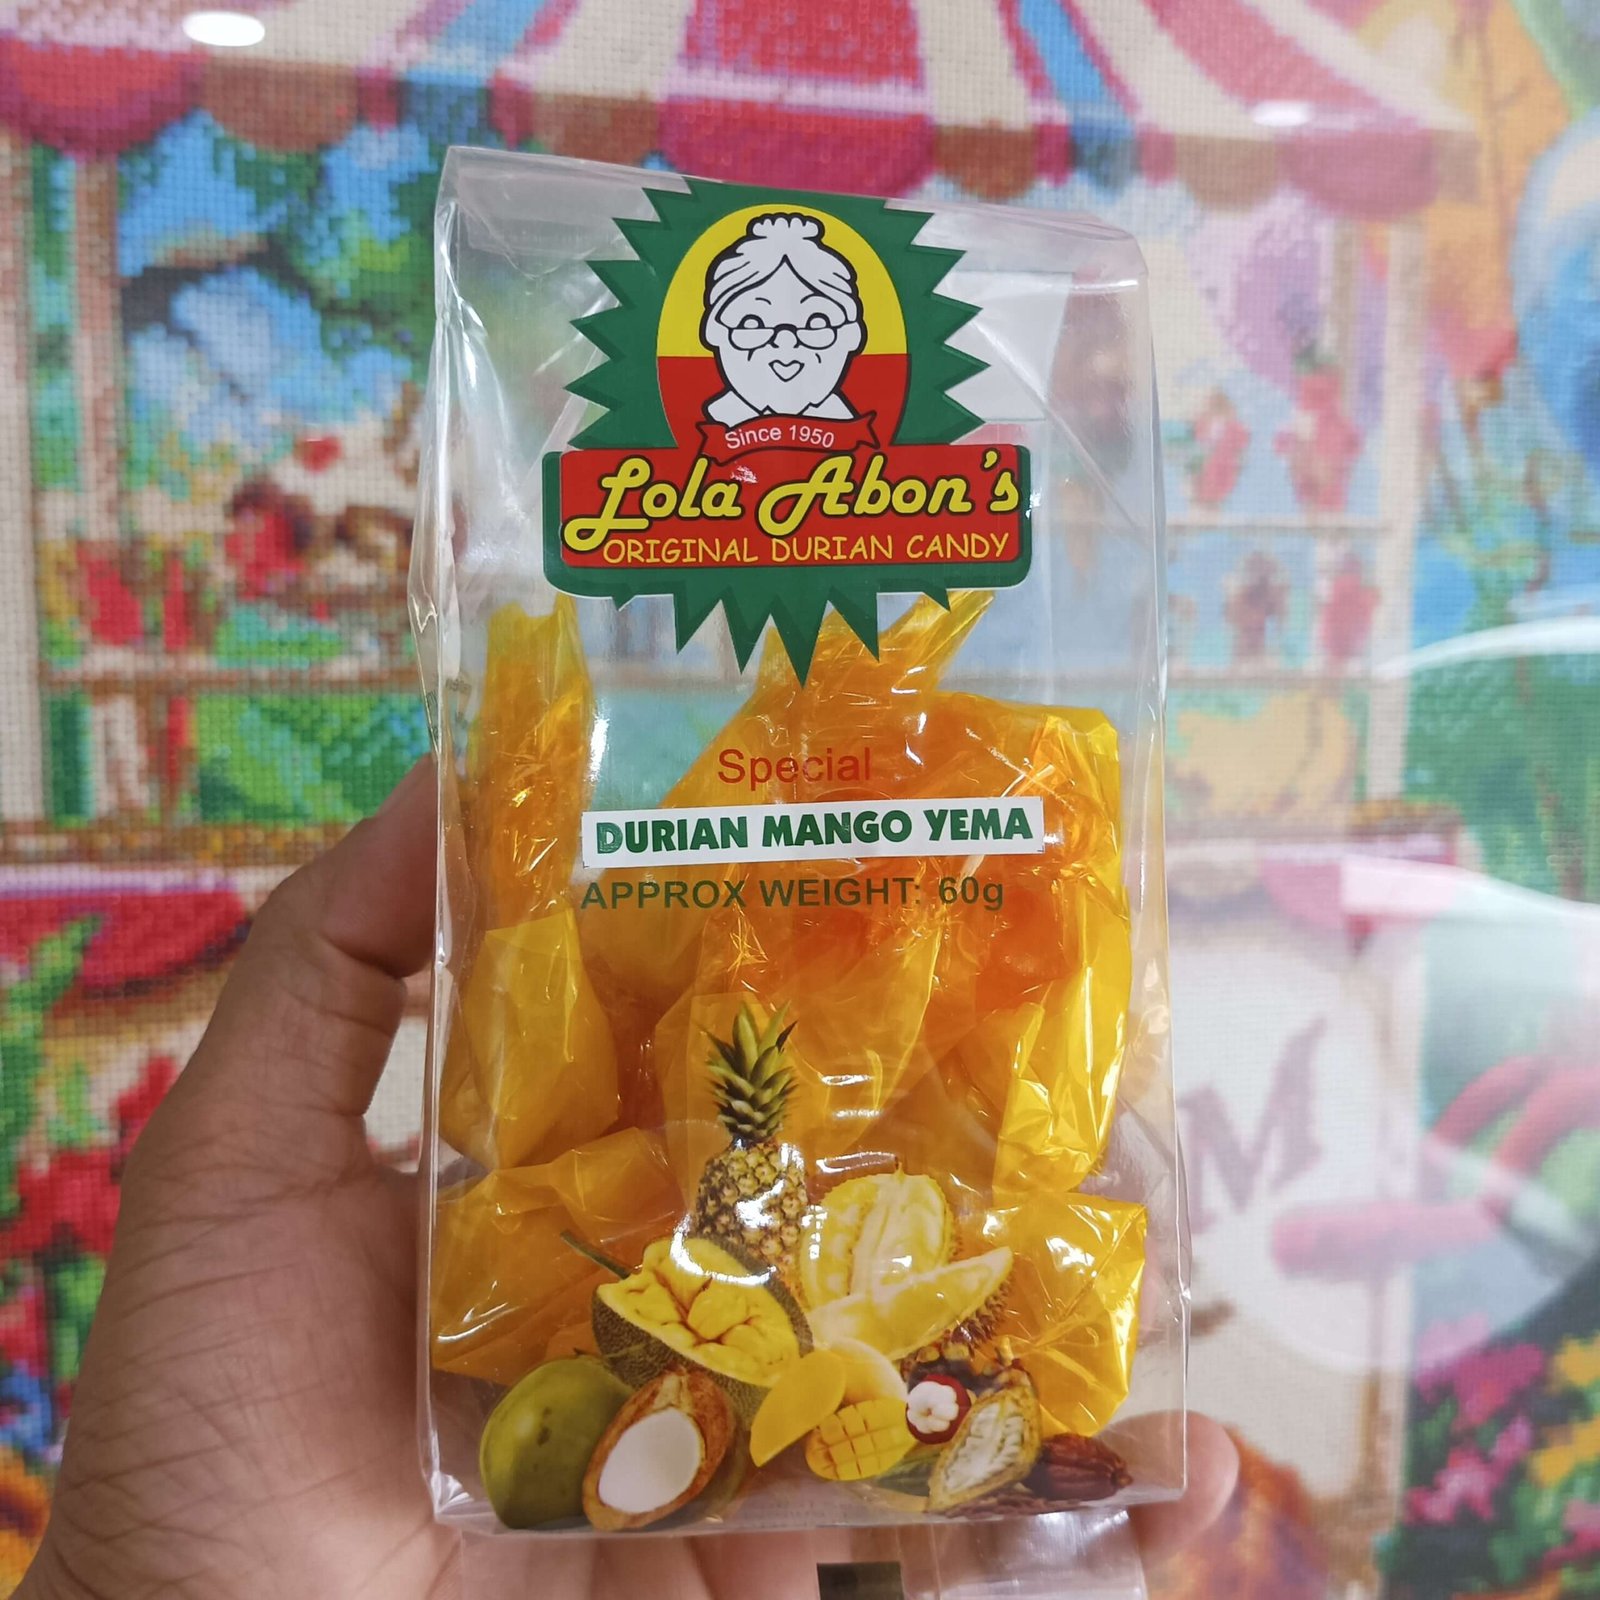 Since 1950
Lola Abon's
ORIGINAL DURIAN CANDY
Special
DURIAN MANGO YEMA
APPROX WEIGHT: 60g
M